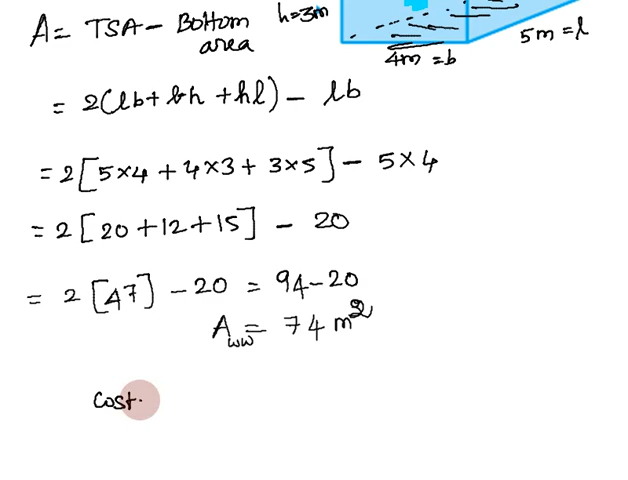 A = TSA - Bottom area
h=3m
5m=l
4m=b
= 2(lb+bh+hl) - lb
= 2[5×4 + 4×3 + 3×5] - 5×4
= 2[20+12+15] - 20
= 2[47] - 20 = 94-20
A_ww = 74 m²
Cost.